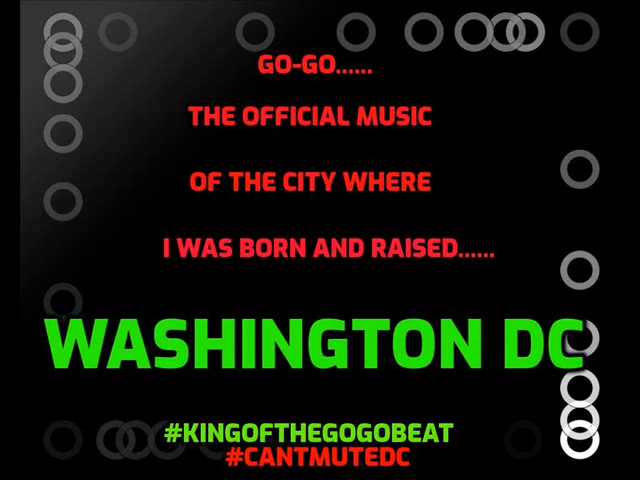 GO-GO......
THE OFFICIAL MUSIC
OF THE CITY WHERE
I WAS BORN AND RAISED......
WASHINGTON DC
#KINGOFTHEGOGOBEAT
#CANTMUTEDC